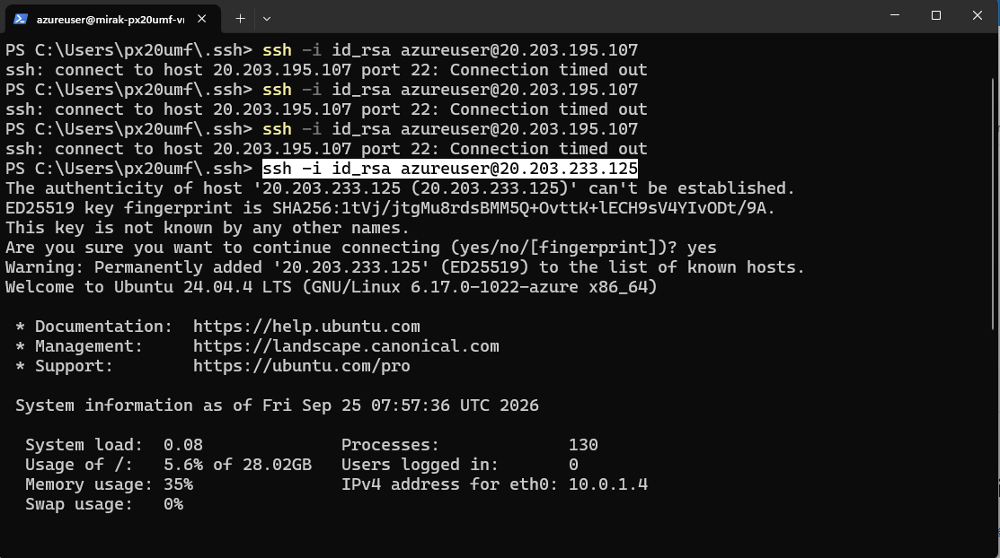 azureuser@mirak-px20umf-vr
PS C:\Users\px20umf\.ssh> ssh -i id_rsa azureuser@20.203.195.107
ssh: connect to host 20.203.195.107 port 22: Connection timed out
PS C:\Users\px20umf\.ssh> ssh -i id_rsa azureuser@20.203.195.107
ssh: connect to host 20.203.195.107 port 22: Connection timed out
PS C:\Users\px20umf\.ssh> ssh -i id_rsa azureuser@20.203.195.107
ssh: connect to host 20.203.195.107 port 22: Connection timed out
PS C:\Users\px20umf\.ssh> ssh -i id_rsa azureuser@20.203.233.125
The authenticity of host '20.203.233.125 (20.203.233.125)' can't be established.
ED25519 key fingerprint is SHA256:1tVj/jtgMu8rdsBMM5Q+OvttK+lECH9sV4YIvODt/9A.
This key is not known by any other names.
Are you sure you want to continue connecting (yes/no/[fingerprint])? yes
Warning: Permanently added '20.203.233.125' (ED25519) to the list of known hosts.
Welcome to Ubuntu 24.04.4 LTS (GNU/Linux 6.17.0-1022-azure x86_64)
* Documentation: https://help.ubuntu.com
* Management: https://landscape.canonical.com
* Support: https://ubuntu.com/pro
System information as of Fri Sep 25 07:57:36 UTC 2026
System load: 0.08 Processes: 130
Usage of /: 5.6% of 28.02GB Users logged in: 0
Memory usage: 35% IPv4 address for eth0: 10.0.1.4
Swap usage: 0%